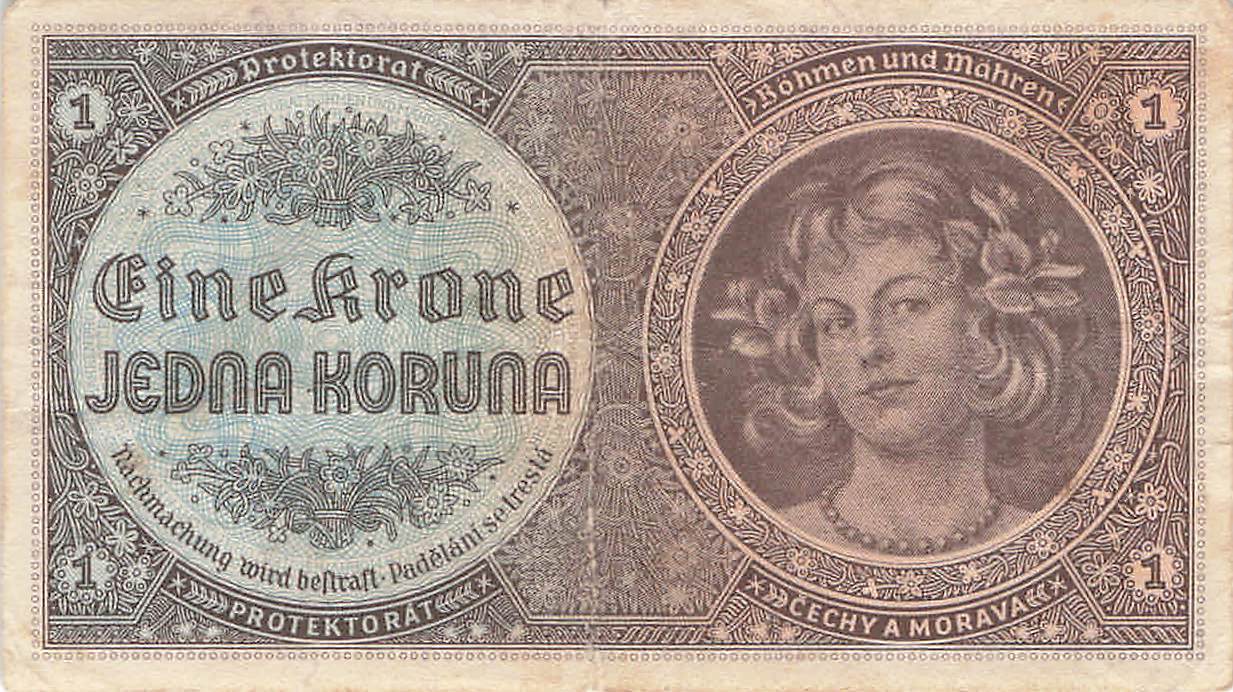 Protektorat
Böhmen und Mähren
1
1
Eine Krone
JEDNA KORUNA
Nachmachung wird bestraft · Padělání se trestá
1
1
PROTEKTORÁT
ČECHY A MORAVA